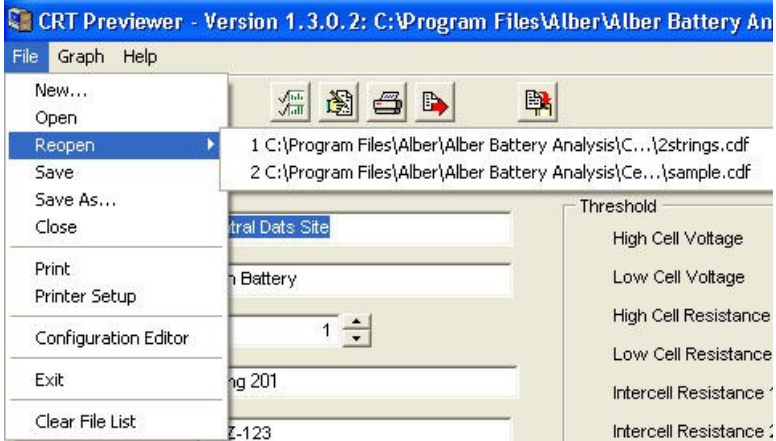 CRT Previewer - Version 1.3.0.2: C:\Program Files\Alber\Alber Battery An
File Graph Help
New...
Open
Reopen
1 C:\Program Files\Alber\Alber Battery Analysis\C...\2strings.cdf
2 C:\Program Files\Alber\Alber Battery Analysis\Ce...\sample.cdf
Save
Save As...
Close
Print
Printer Setup
Configuration Editor
Exit
Clear File List
tral Dats Site
Battery
1
201
Z-123
Threshold
High Cell Voltage
Low Cell Voltage
High Cell Resistance
Low Cell Resistance
Intercell Resistance 1
Intercell Resistance 2